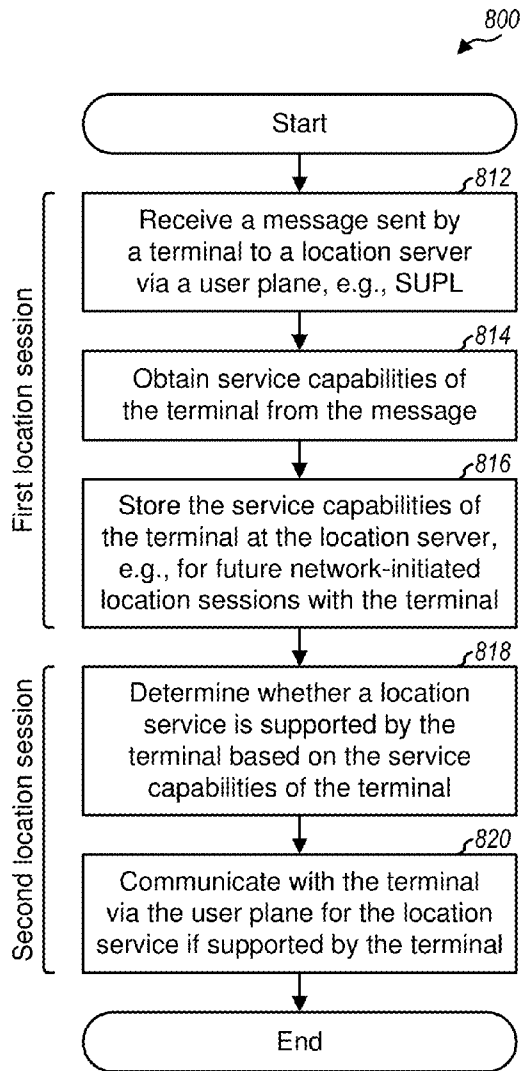 800
Start
812
Receive a message sent by
a terminal to a location server
via a user plane, e.g., SUPL
814
Obtain service capabilities of
the terminal from the message
816
Store the service capabilities of
the terminal at the location server,
e.g., for future network-initiated
location sessions with the terminal
First location session
818
Determine whether a location
service is supported by the
terminal based on the service
capabilities of the terminal
820
Communicate with the terminal
via the user plane for the location
service if supported by the terminal
Second location session
End